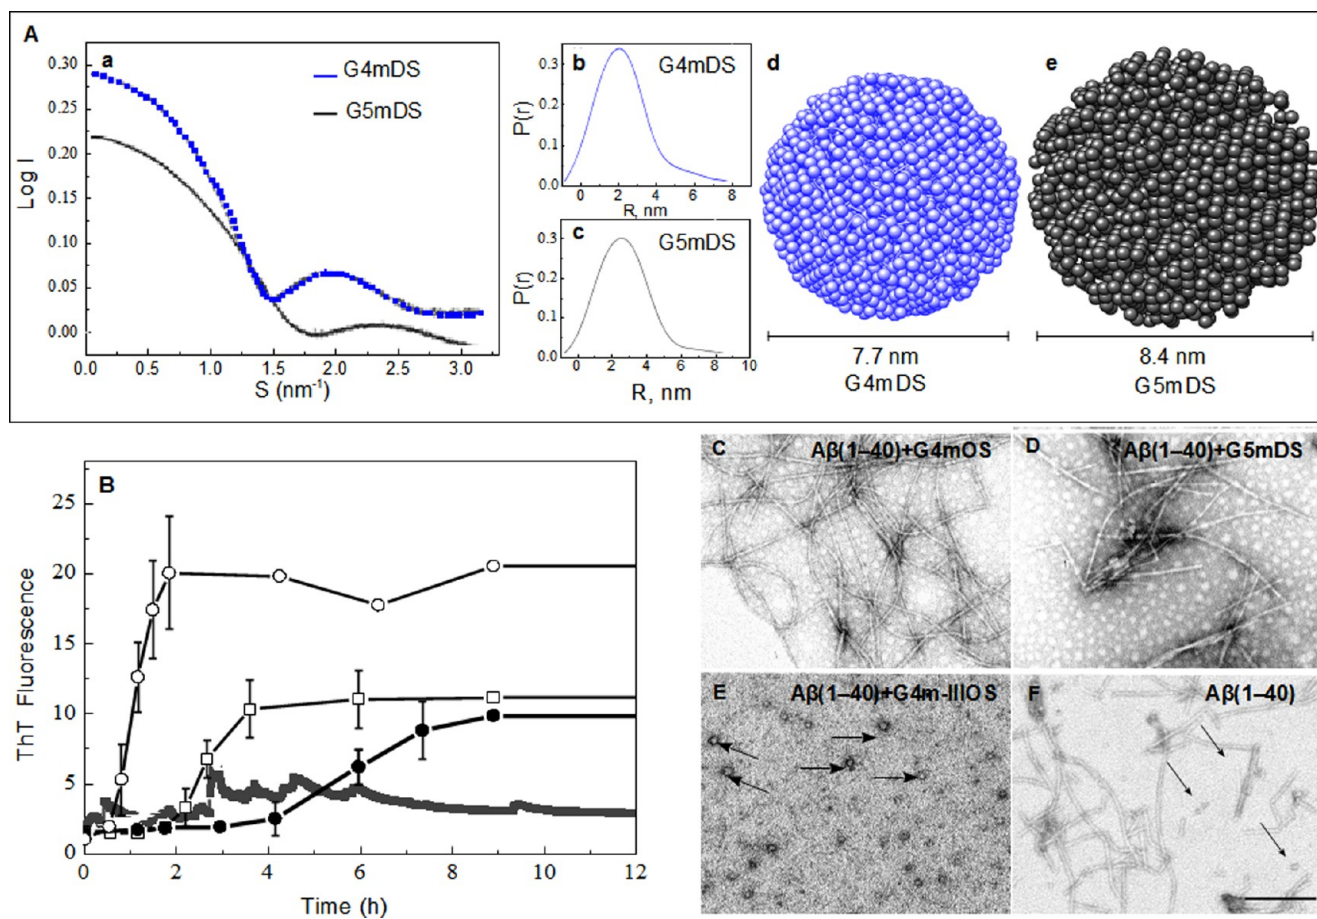 A
a
G4mDS
G5mDS
0.30
0.25
0.20
0.15
0.10
0.05
0.00
Log I
0.0 0.5 1.0 1.5 2.0 2.5 3.0
S (nm-1)
b
G4mDS
0.3
0.2
0.1
0.0
P(r)
0 2 4 6 8
R, nm
c
G5mDS
0.3
0.2
0.1
0.0
P(r)
0 2 4 6 8 10
R, nm
d
7.7 nm
G4mDS
e
8.4 nm
G5mDS
B
25
20
15
10
5
0
ThT Fluorescence
0 2 4 6 8 10 12
Time (h)
C Aβ(1–40)+G4mOS
D Aβ(1–40)+G5mDS
E Aβ(1–40)+G4m-IIIOS
F Aβ(1–40)